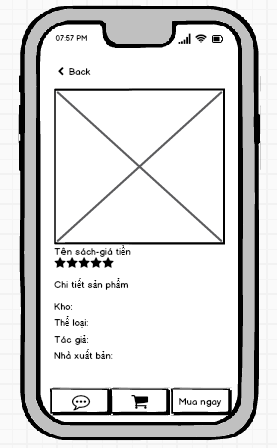 07:57 PM
Back
Tên sách-giá tiền
Chi tiết sản phẩm
Kho:
Thể loại:
Tác giả:
Nhà xuất bản:
Mua ngay